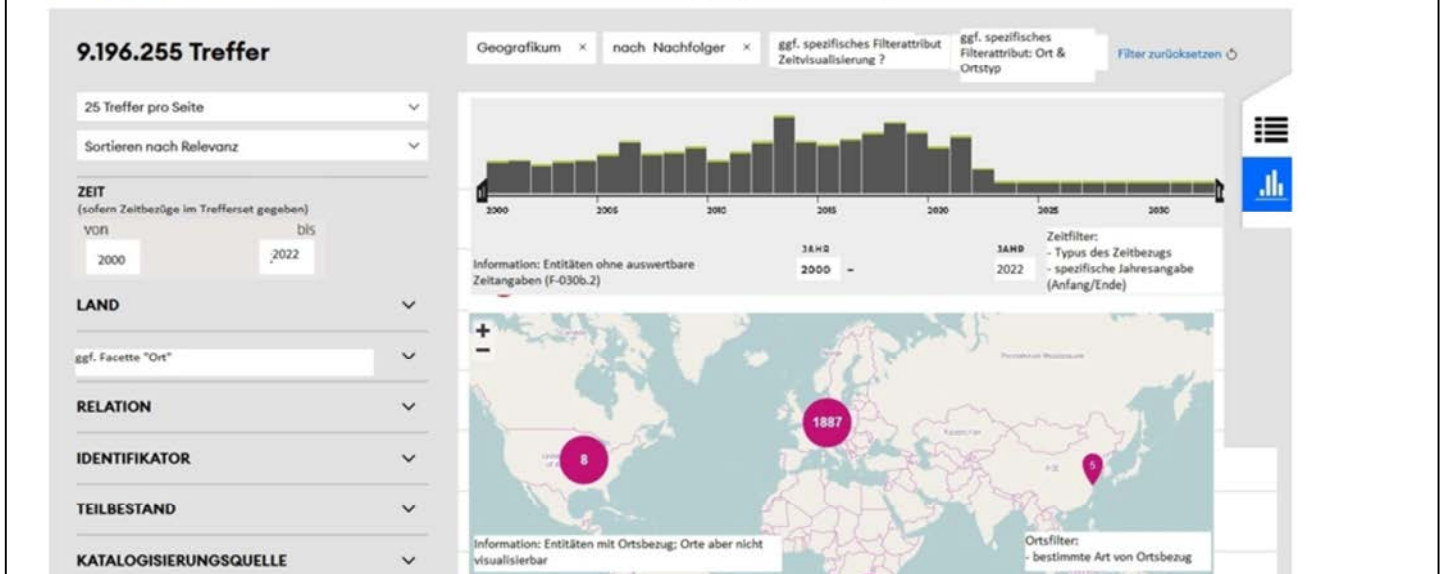 9.196.255 Treffer
Geografikum ×
nach Nachfolger ×
ggf. spezifisches Filterattribut
Zeitvisualisierung ?
ggf. spezifisches
Filterattribut: Ort &
Ortstyp
Filter zurücksetzen
25 Treffer pro Seite
Sortieren nach Relevanz
ZEIT
(sofern Zeitbezüge im Trefferset gegeben)
von bis
2000 2022
LAND
ggf. Facette "Ort"
RELATION
IDENTIFIKATOR
TEILBESTAND
KATALOGISIERUNGSQUELLE
2000 2005 2010 2015 2020 2025 2030
Information: Entitäten ohne auswertbare
Zeitangaben (F-030b.2)
JAHR JAHR
2000 – 2022
Zeitfilter:
- Typus des Zeitbezugs
- spezifische Jahresangabe
(Anfang/Ende)
+
−
1887
8
5
Information: Entitäten mit Ortsbezug; Orte aber nicht
visualisierbar
Ortsfilter:
- bestimmte Art von Ortsbezug